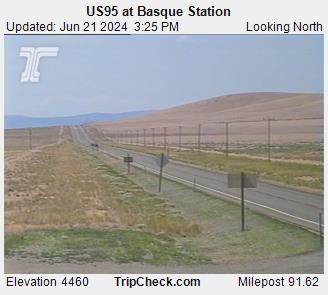 US95 at Basque Station
Updated: Jun 21 2024 3:25 PM Looking North
Elevation 4460 TripCheck.com Milepost 91.62